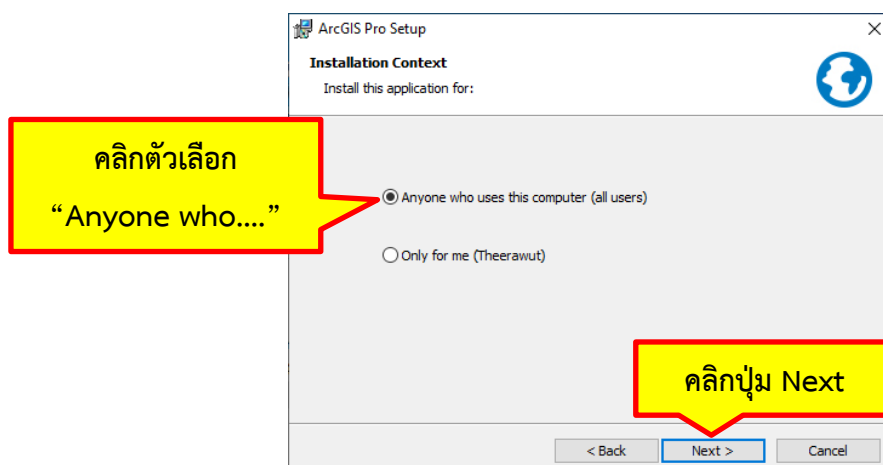 ArcGIS Pro Setup
Installation Context
Install this application for:
คลิกตัวเลือก
“Anyone who....”
Anyone who uses this computer (all users)
Only for me (Theerawut)
คลิกปุ่ม Next
< Back
Next >
Cancel